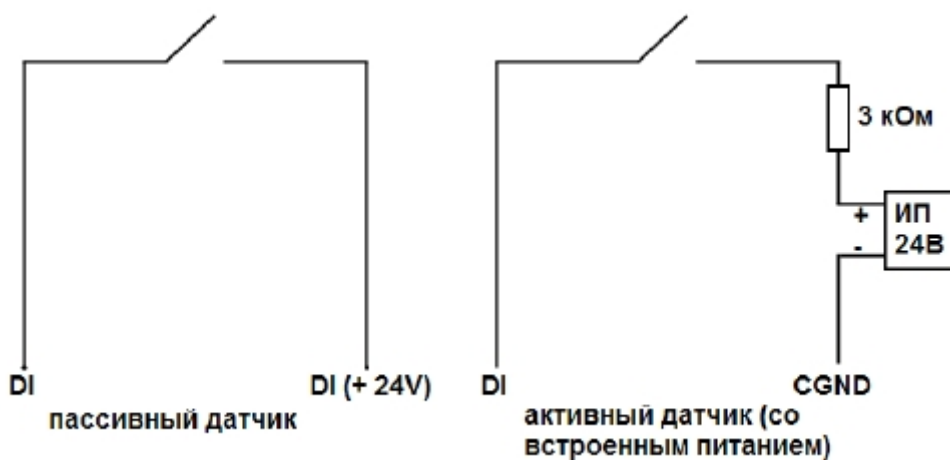 3 кОм
+ ИП
- 24В
DI DI (+ 24V) DI CGND
пассивный датчик
активный датчик (со
встроенным питанием)